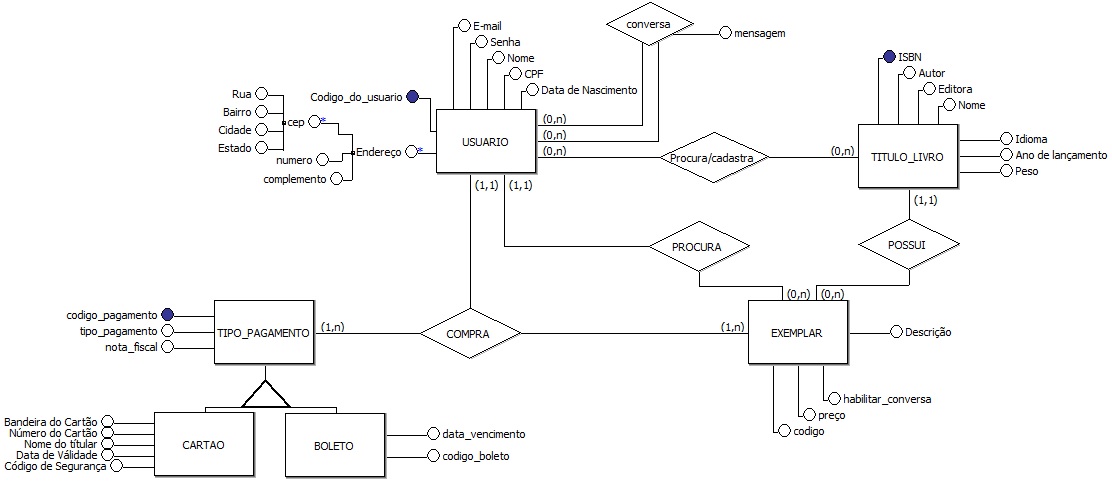 conversa
mensagem
E-mail
Senha
Nome
CPF
Data de Nascimento
Codigo_do_usuario
Rua
Bairro
Cidade
Estado
cep
*
numero
complemento
Endereço
*
USUARIO
(0,n)
(0,n)
(0,n)
(1,1)
(1,1)
Procura/cadastra
(0,n)
ISBN
Autor
Editora
Nome
TITULO_LIVRO
Idioma
Ano de lançamento
Peso
(1,1)
POSSUI
PROCURA
(0,n)
(0,n)
codigo_pagamento
tipo_pagamento
nota_fiscal
TIPO_PAGAMENTO
(1,n)
COMPRA
(1,n)
EXEMPLAR
Descrição
habilitar_conversa
preço
codigo
Bandeira do Cartão
Número do Cartão
Nome do títular
Data de Válidade
Código de Segurança
CARTAO
BOLETO
data_vencimento
codigo_boleto